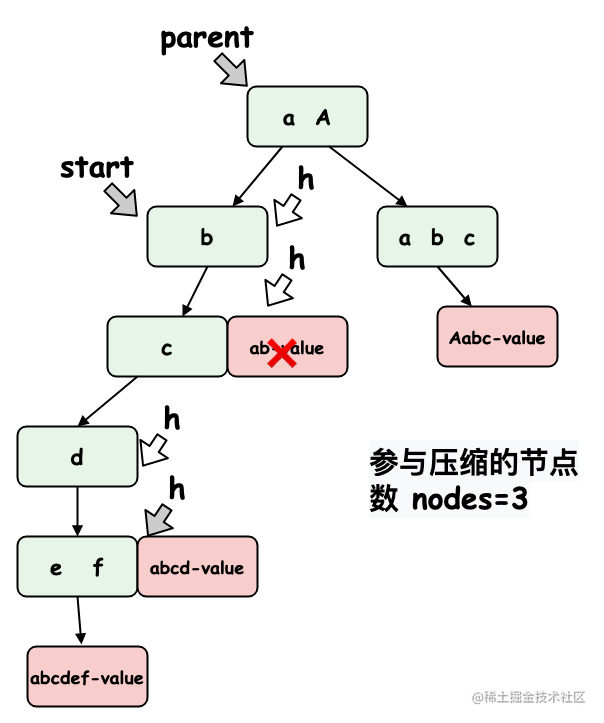 parent
a A
start
h
b
a b c
h
c
ab-value
Aabc-value
h
d
参与压缩的节点
数 nodes=3
h
e f
abcd-value
abcdef-value
@稀土掘金技术社区